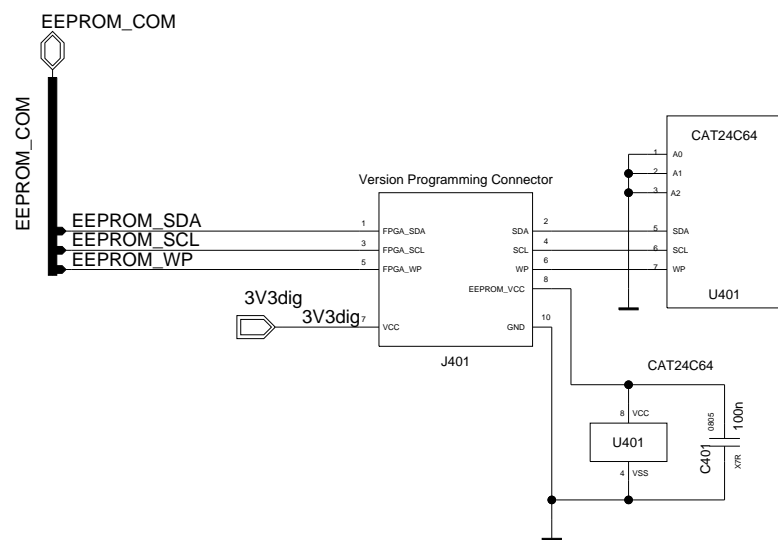 EEPROM_COM
EEPROM_COM
CAT24C64
1 A0
2 A1
3 A2
Version Programming Connector
EEPROM_SDA 1 FPGA_SDA SDA 2 5 SDA
EEPROM_SCL 3 FPGA_SCL SCL 4 6 SCL
EEPROM_WP 5 FPGA_WP WP 6 7 WP
EEPROM_VCC 8
U401
3V3dig
3V3dig 7 VCC GND 10
J401
CAT24C64
8 VCC
U401
4 VSS
C401
0805
100n
X7R